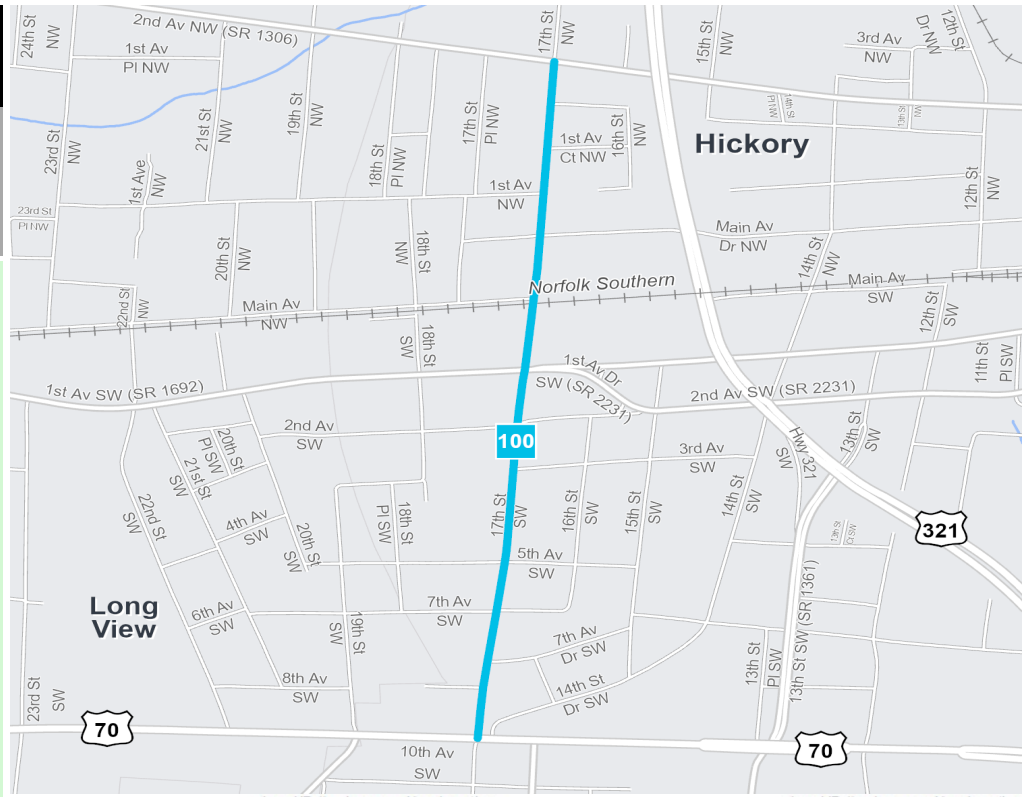 24th St
NW
2nd Av NW (SR 1306)
17th St
NW
15th St
NW
12th St
Dr NW
3rd Av
NW
1st Av
Pl NW
19th St
NW
21st St
NW
17th St
Pl NW
14th St
Pl NW
13th St
NW
Hickory
1st Av
Ct NW
16th St
NW
23rd St
NW
18th St
Pl NW
1st Ave
NW
1st Av
NW
12th St
NW
23rd St
Pl NW
Main Av
Dr NW
20th St
NW
18th St
NW
14th St
NW
Norfolk Southern
Main Av
SW
22nd St
NW
Main Av
NW
12th St
SW
18th St
SW
11th St
Pl SW
1st Av SW (SR 1692)
1st Av Dr
SW (SR 2231)
2nd Av SW (SR 2231)
2nd Av
SW
100
20th St
Pl SW
21st St
SW
3rd Av
SW
Hwy 321
SW
13th St
SW
22nd St
SW
4th Av
SW
20th St
SW
18th St
Pl SW
17th St
SW
16th St
SW
15th St
SW
14th St
SW
13th St
Ct SW
321
5th Av
SW
Long
View
6th Av
SW
7th Av
SW
19th St
SW
7th Av
Dr SW
13th St SW (SR 1361)
13th St
Pl SW
8th Av
SW
14th St
Dr SW
23rd St
SW
70
10th Av
SW
70